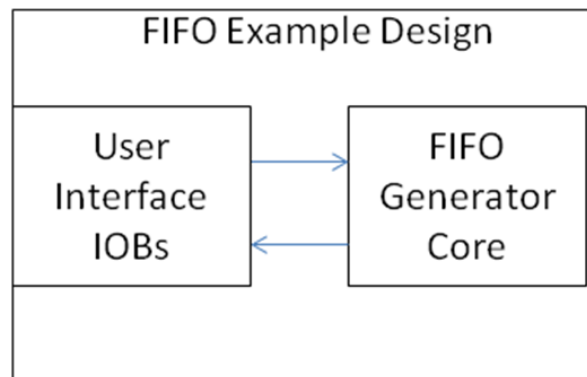 FIFO Example Design
User
Interface
IOBs
FIFO
Generator
Core